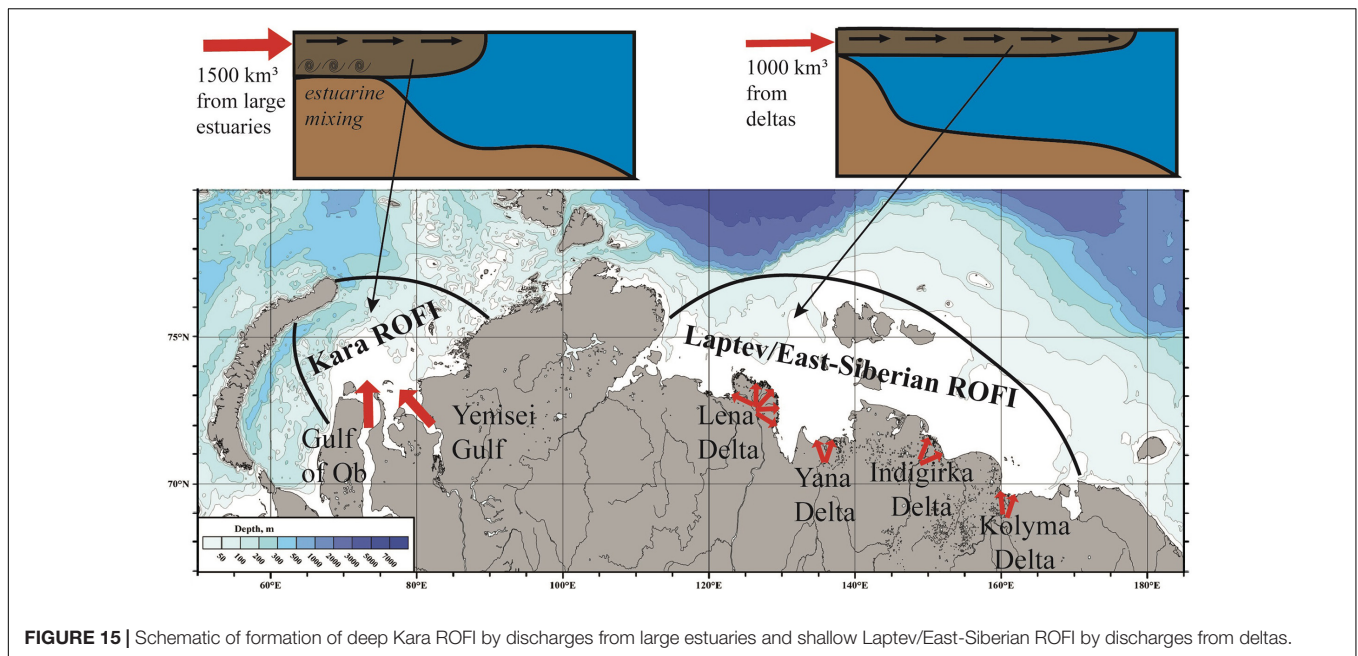 1500 km³
from large
estuaries
estuarine
mixing
1000 km³
from
deltas
Kara ROFI
Laptev/East-Siberian ROFI
Gulf
of Ob
Yenisei
Gulf
Lena
Delta
Yana
Delta
Indigirka
Delta
Kolyma
Delta
75°N
70°N
Depth, m
50 100 200 300 500 1000 2000 3000 5000 7000
60°E 80°E 100°E 120°E 140°E 160°E 180°E
FIGURE 15 | Schematic of formation of deep Kara ROFI by discharges from large estuaries and shallow Laptev/East-Siberian ROFI by discharges from deltas.